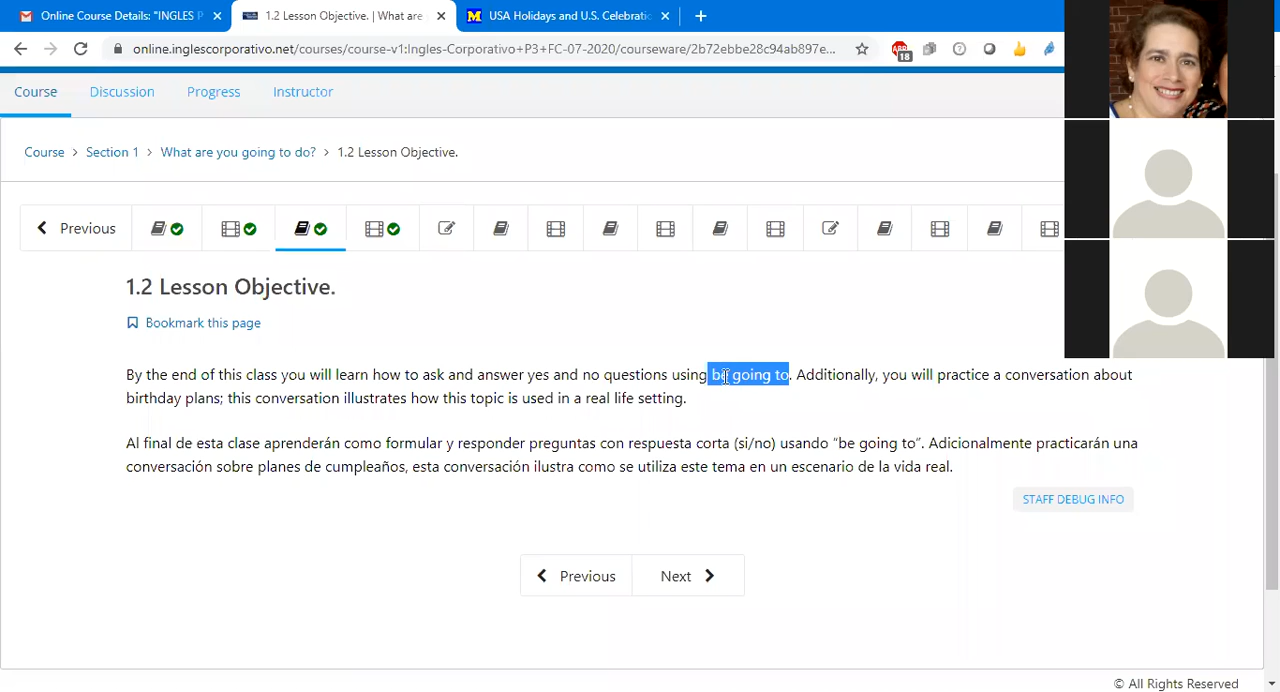 Online Course Details: "INGLES P
1.2 Lesson Objective. | What are
USA Holidays and U.S. Celebratio
online.inglescorporativo.net/courses/course-v1:Ingles-Corporativo+P3+FC-07-2020/courseware/2b72ebbe28c94ab897e...
18
Course Discussion Progress Instructor
Course > Section 1 > What are you going to do? > 1.2 Lesson Objective.
Previous
1.2 Lesson Objective.
Bookmark this page
By the end of this class you will learn how to ask and answer yes and no questions using be going to. Additionally, you will practice a conversation about
birthday plans; this conversation illustrates how this topic is used in a real life setting.
Al final de esta clase aprenderán como formular y responder preguntas con respuesta corta (si/no) usando “be going to”. Adicionalmente practicarán una
conversación sobre planes de cumpleaños, esta conversación ilustra como se utiliza este tema en un escenario de la vida real.
STAFF DEBUG INFO
Previous Next
© All Rights Reserved